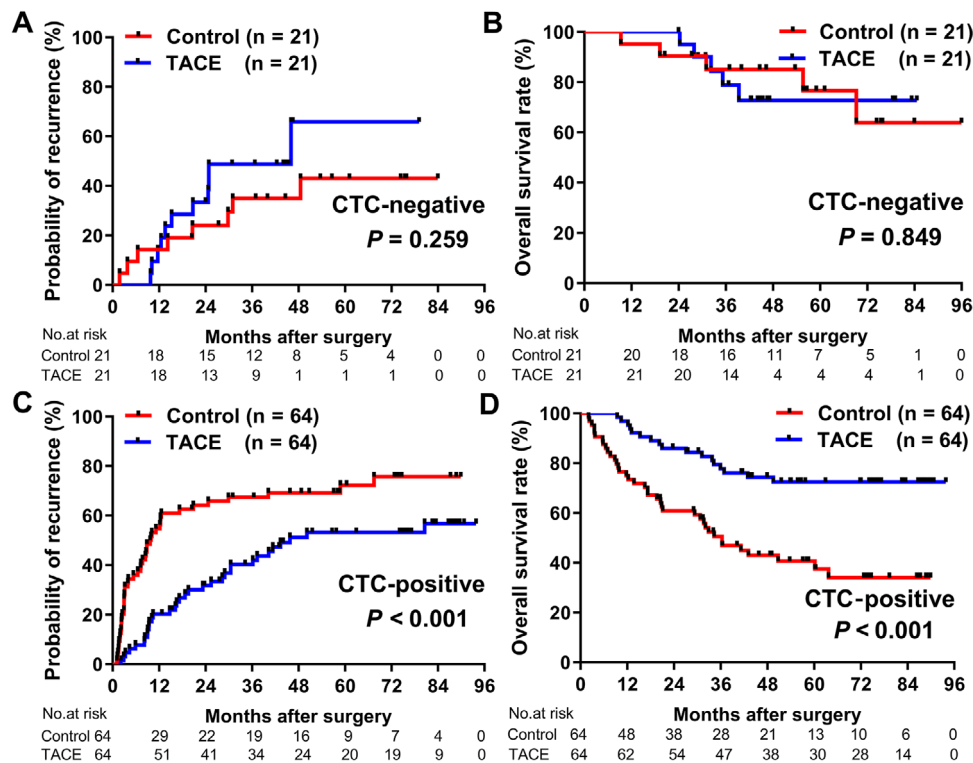 A
Probability of recurrence (%)
100
80
60
40
20
0
Control (n = 21)
TACE (n = 21)
CTC-negative
P = 0.259
0 12 24 36 48 60 72 84 96
Months after surgery
No.at risk
Control 21 18 15 12 8 5 4 0 0
TACE 21 18 13 9 1 1 1 0 0
B
Overall survival rate (%)
100
80
60
40
20
0
Control (n = 21)
TACE (n = 21)
CTC-negative
P = 0.849
0 12 24 36 48 60 72 84 96
Months after surgery
No.at risk
Control 21 20 18 16 11 7 5 1 0
TACE 21 21 20 14 4 4 4 1 0
C
Probability of recurrence (%)
100
80
60
40
20
0
Control (n = 64)
TACE (n = 64)
CTC-positive
P < 0.001
0 12 24 36 48 60 72 84 96
Months after surgery
No.at risk
Control 64 29 22 19 16 9 7 4 0
TACE 64 51 41 34 24 20 19 9 0
D
Overall survival rate (%)
100
80
60
40
20
0
Control (n = 64)
TACE (n = 64)
CTC-positive
P < 0.001
0 12 24 36 48 60 72 84 96
Months after surgery
No.at risk
Control 64 48 38 28 21 13 10 6 0
TACE 64 62 54 47 38 30 28 14 0